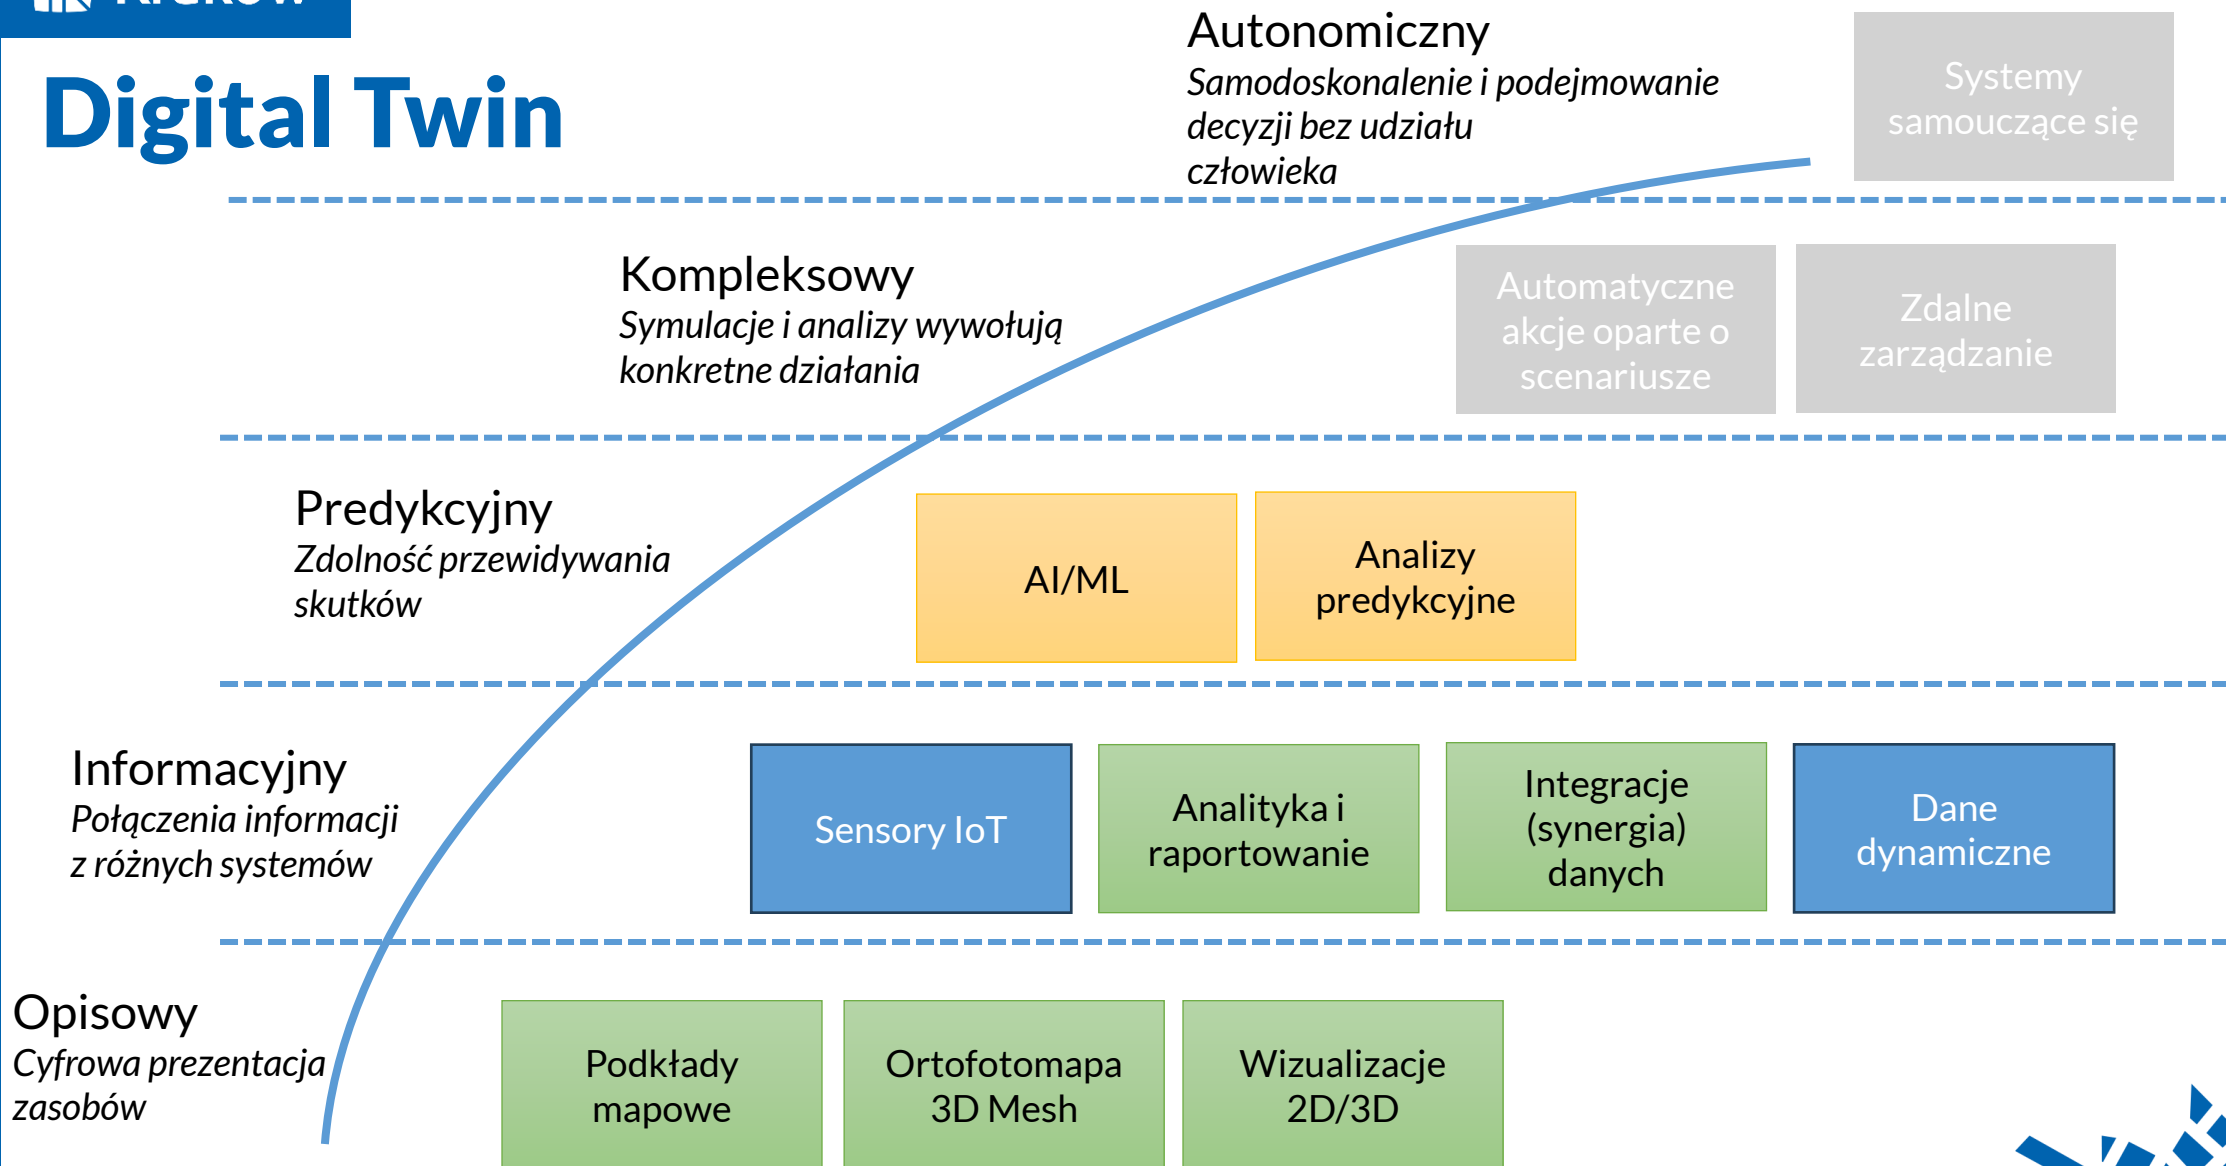 Kraków
Digital Twin
Autonomiczny
Samodoskonalenie i podejmowanie
decyzji bez udziału
człowieka
Systemy
samouczące się
Kompleksowy
Symulacje i analizy wywołują
konkretne działania
Automatyczne
akcje oparte o
scenariusze
Zdalne
zarządzanie
Predykcyjny
Zdolność przewidywania
skutków
AI/ML
Analizy
predykcyjne
Informacyjny
Połączenia informacji
z różnych systemów
Sensory IoT
Analityka i
raportowanie
Integracje
(synergia)
danych
Dane
dynamiczne
Opisowy
Cyfrowa prezentacja
zasobów
Podkłady
mapowe
Ortofotomapa
3D Mesh
Wizualizacje
2D/3D